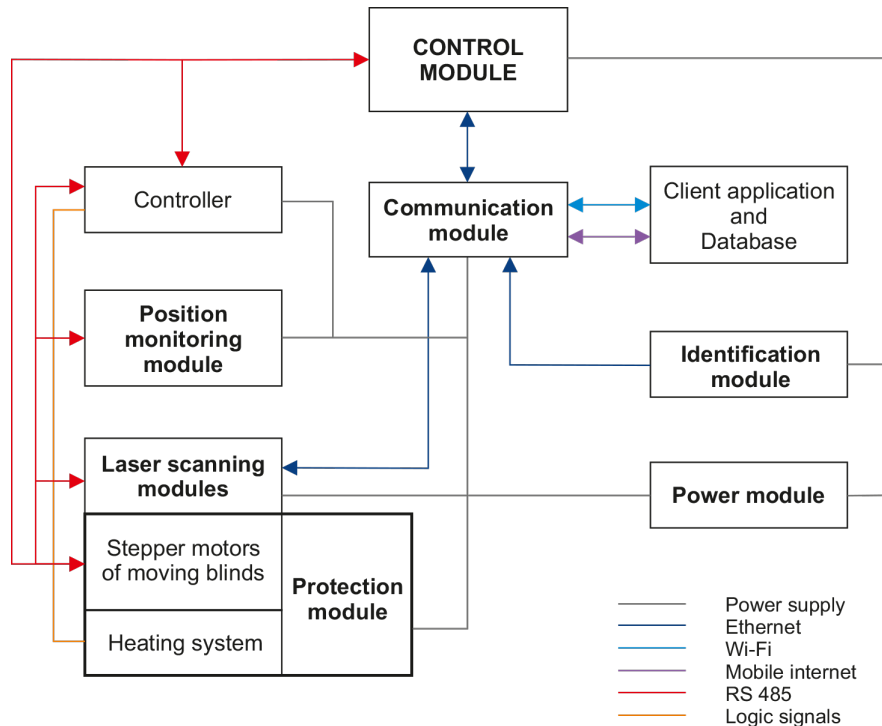 CONTROL
MODULE
Controller
Communication
module
Client application
and
Database
Position
monitoring
module
Identification
module
Laser scanning
modules
Power module
Stepper motors
of moving blinds
Protection
module
Heating system
Power supply
Ethernet
Wi-Fi
Mobile internet
RS 485
Logic signals